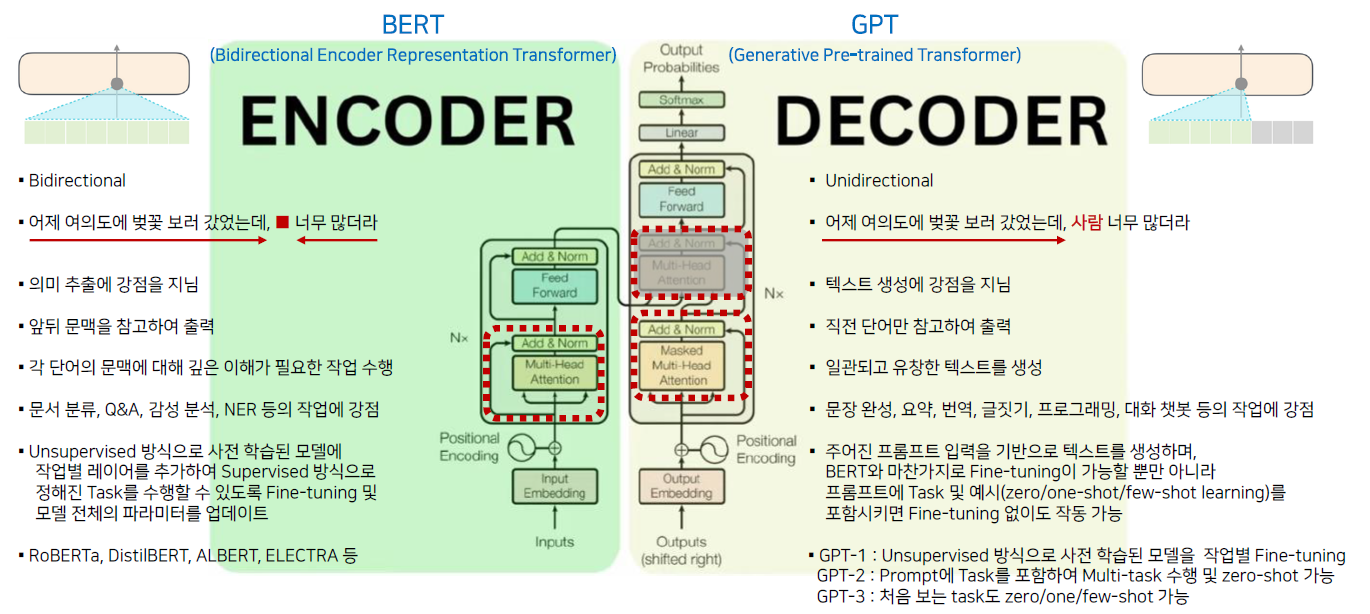 BERT
(Bidirectional Encoder Representation Transformer)
ENCODER
▪ Bidirectional
▪ 어제 여의도에 벚꽃 보러 갔었는데, ■ 너무 많더라
▪ 의미 추출에 강점을 지님
▪ 앞뒤 문맥을 참고하여 출력
▪ 각 단어의 문맥에 대해 깊은 이해가 필요한 작업 수행
▪ 문서 분류, Q&A, 감성 분석, NER 등의 작업에 강점
▪ Unsupervised 방식으로 사전 학습된 모델에
작업별 레이어를 추가하여 Supervised 방식으로
정해진 Task를 수행할 수 있도록 Fine-tuning 및
모델 전체의 파라미터를 업데이트
▪ RoBERTa, DistilBERT, ALBERT, ELECTRA 등
Add & Norm
Feed
Forward
Nx
Add & Norm
Multi-Head
Attention
Positional
Encoding
Input
Embedding
Inputs
Output
Probabilities
Softmax
Linear
Add & Norm
Feed
Forward
Add & Norm
Multi-Head
Attention
Nx
Add & Norm
Masked
Multi-Head
Attention
Positional
Encoding
Output
Embedding
Outputs
(shifted right)
GPT
(Generative Pre-trained Transformer)
DECODER
▪ Unidirectional
▪ 어제 여의도에 벚꽃 보러 갔었는데, 사람 너무 많더라
▪ 텍스트 생성에 강점을 지님
▪ 직전 단어만 참고하여 출력
▪ 일관되고 유창한 텍스트를 생성
▪ 문장 완성, 요약, 번역, 글짓기, 프로그래밍, 대화 챗봇 등의 작업에 강점
▪ 주어진 프롬프트 입력을 기반으로 텍스트를 생성하며,
BERT와 마찬가지로 Fine-tuning이 가능할 뿐만 아니라
프롬프트에 Task 및 예시(zero/one-shot/few-shot learning)를
포함시키면 Fine-tuning 없이도 작동 가능
▪ GPT-1 : Unsupervised 방식으로 사전 학습된 모델을 작업별 Fine-tuning
GPT-2 : Prompt에 Task를 포함하여 Multi-task 수행 및 zero-shot 가능
GPT-3 : 처음 보는 task도 zero/one/few-shot 가능